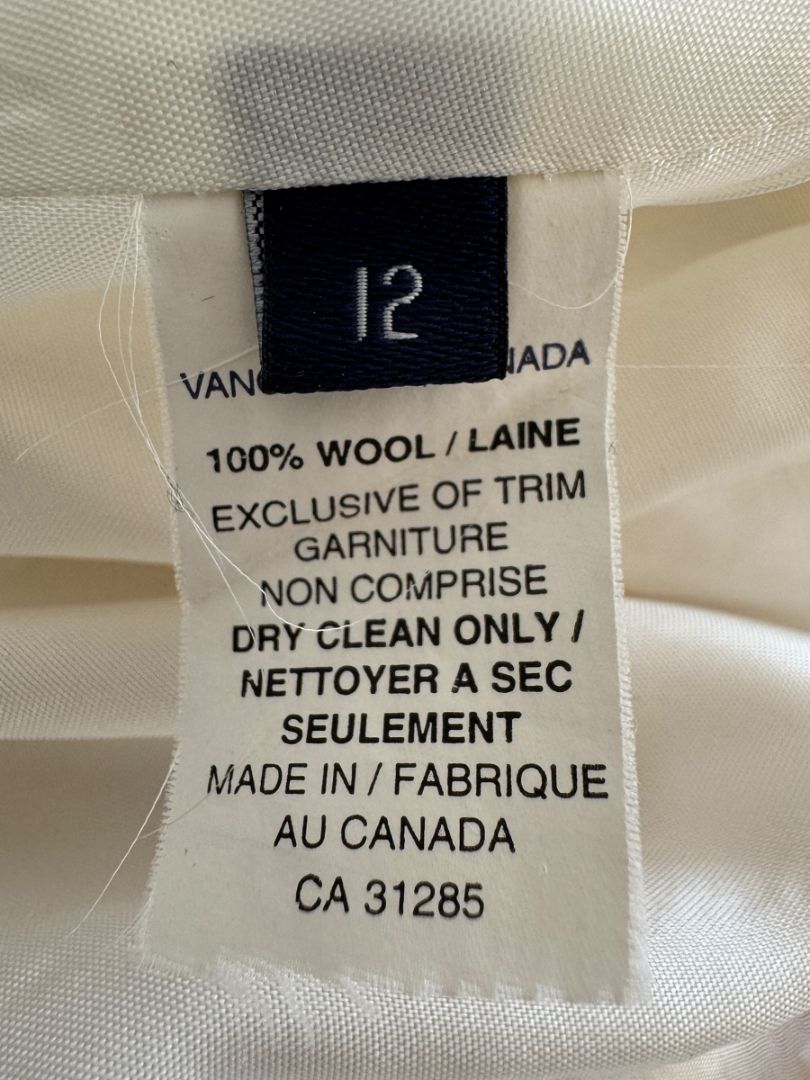 12
100% WOOL / LAINE
EXCLUSIVE OF TRIM
GARNITURE
NON COMPRISE
DRY CLEAN ONLY /
NETTOYER A SEC
SEULEMENT
MADE IN / FABRIQUE
AU CANADA
CA 31285